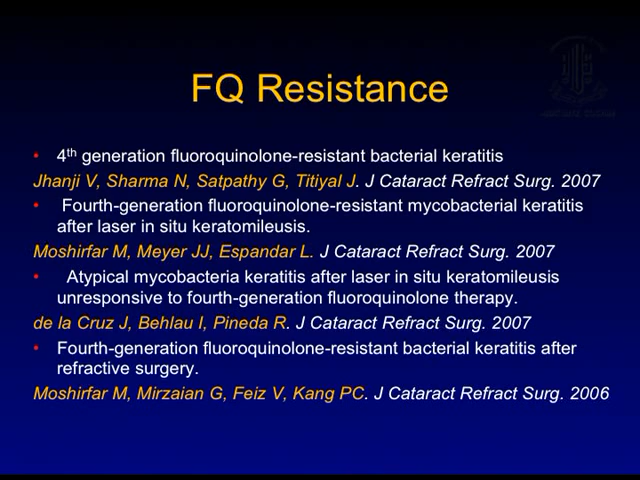 FQ Resistance
• 4th generation fluoroquinolone-resistant bacterial keratitis
Jhanji V, Sharma N, Satpathy G, Titiyal J. J Cataract Refract Surg. 2007
• Fourth-generation fluoroquinolone-resistant mycobacterial keratitis
after laser in situ keratomileusis.
Moshirfar M, Meyer JJ, Espandar L. J Cataract Refract Surg. 2007
• Atypical mycobacteria keratitis after laser in situ keratomileusis
unresponsive to fourth-generation fluoroquinolone therapy.
de la Cruz J, Behlau I, Pineda R. J Cataract Refract Surg. 2007
• Fourth-generation fluoroquinolone-resistant bacterial keratitis after
refractive surgery.
Moshirfar M, Mirzaian G, Feiz V, Kang PC. J Cataract Refract Surg. 2006